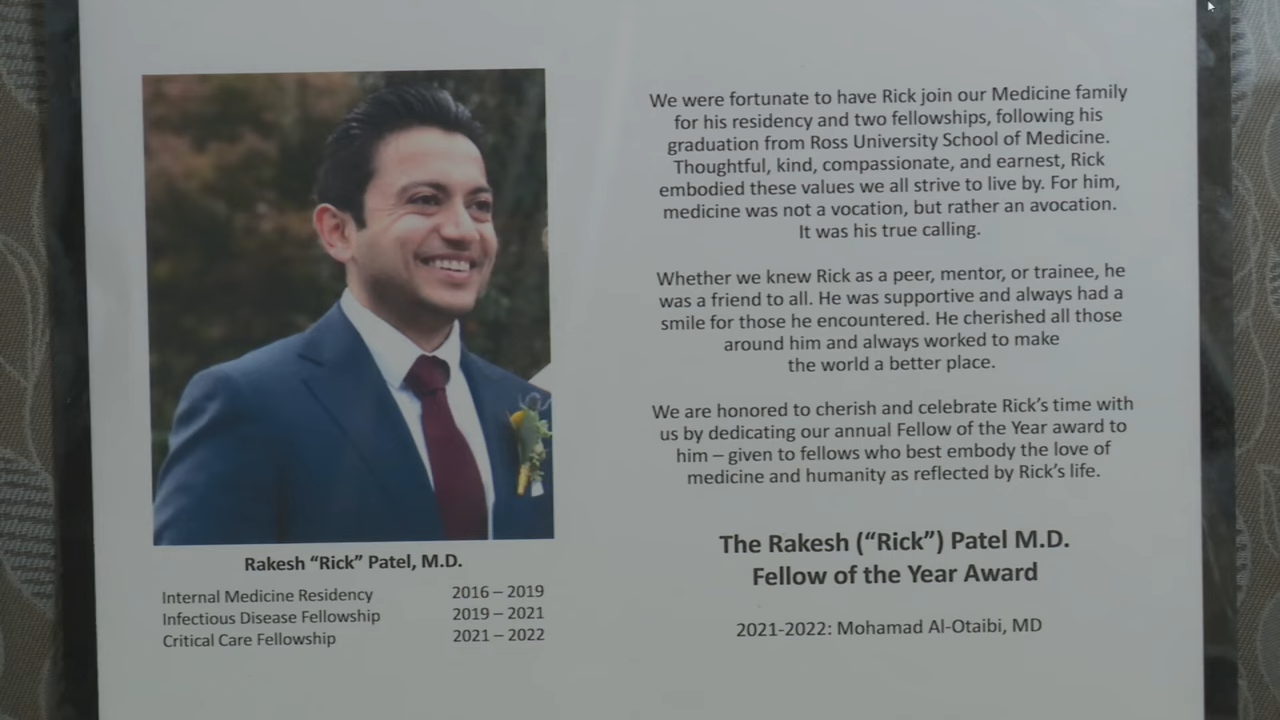 Rakesh “Rick” Patel, M.D.
Internal Medicine Residency 2016 – 2019
Infectious Disease Fellowship 2019 – 2021
Critical Care Fellowship 2021 – 2022
We were fortunate to have Rick join our Medicine family
for his residency and two fellowships, following his
graduation from Ross University School of Medicine.
Thoughtful, kind, compassionate, and earnest, Rick
embodied these values we all strive to live by. For him,
medicine was not a vocation, but rather an avocation.
It was his true calling.
Whether we knew Rick as a peer, mentor, or trainee, he
was a friend to all. He was supportive and always had a
smile for those he encountered. He cherished all those
around him and always worked to make
the world a better place.
We are honored to cherish and celebrate Rick’s time with
us by dedicating our annual Fellow of the Year award to
him – given to fellows who best embody the love of
medicine and humanity as reflected by Rick’s life.
The Rakesh (“Rick”) Patel M.D.
Fellow of the Year Award
2021-2022: Mohamad Al-Otaibi, MD